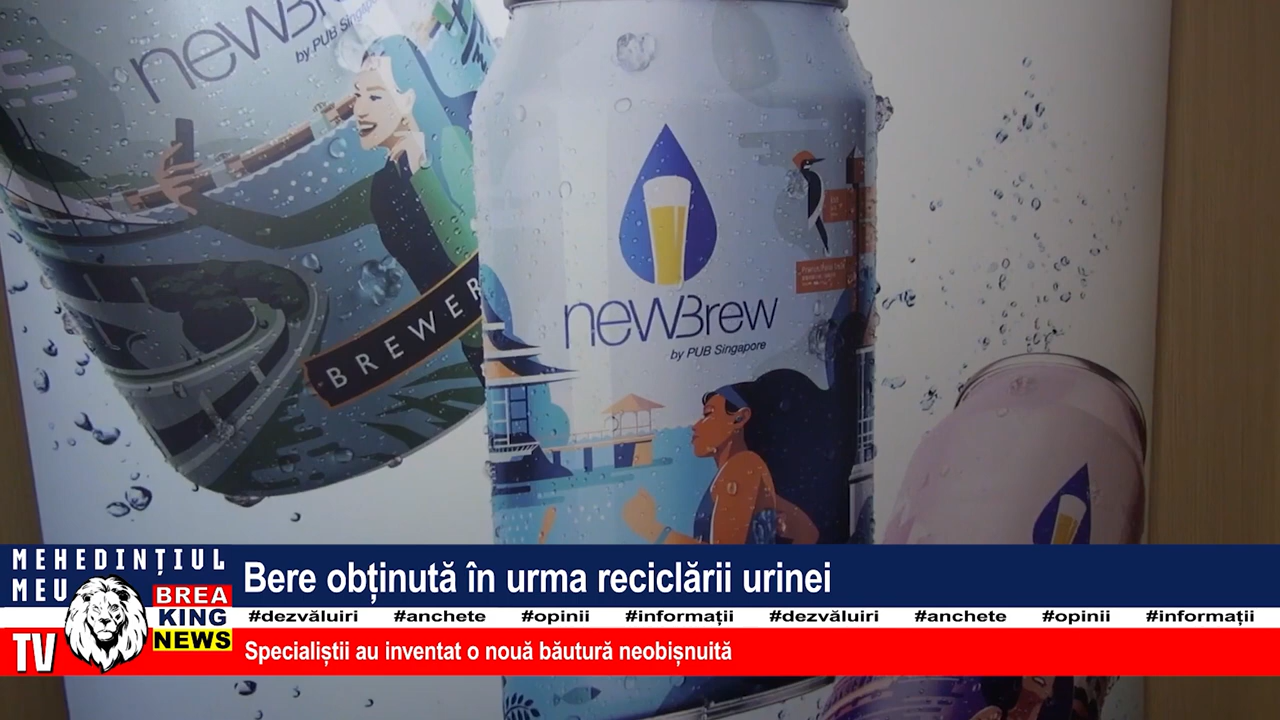 newBrew
by PUB Singapore
BREWER
newBrew
by PUB Singapore
MEHEDINȚIUL
MEU
TV
BREA
KING
NEWS
Bere obținută în urma reciclării urinei
#dezvăluiri #anchete #opinii #informații #dezvăluiri #anchete #opinii #informații
Specialiștii au inventat o nouă băutură neobișnuită